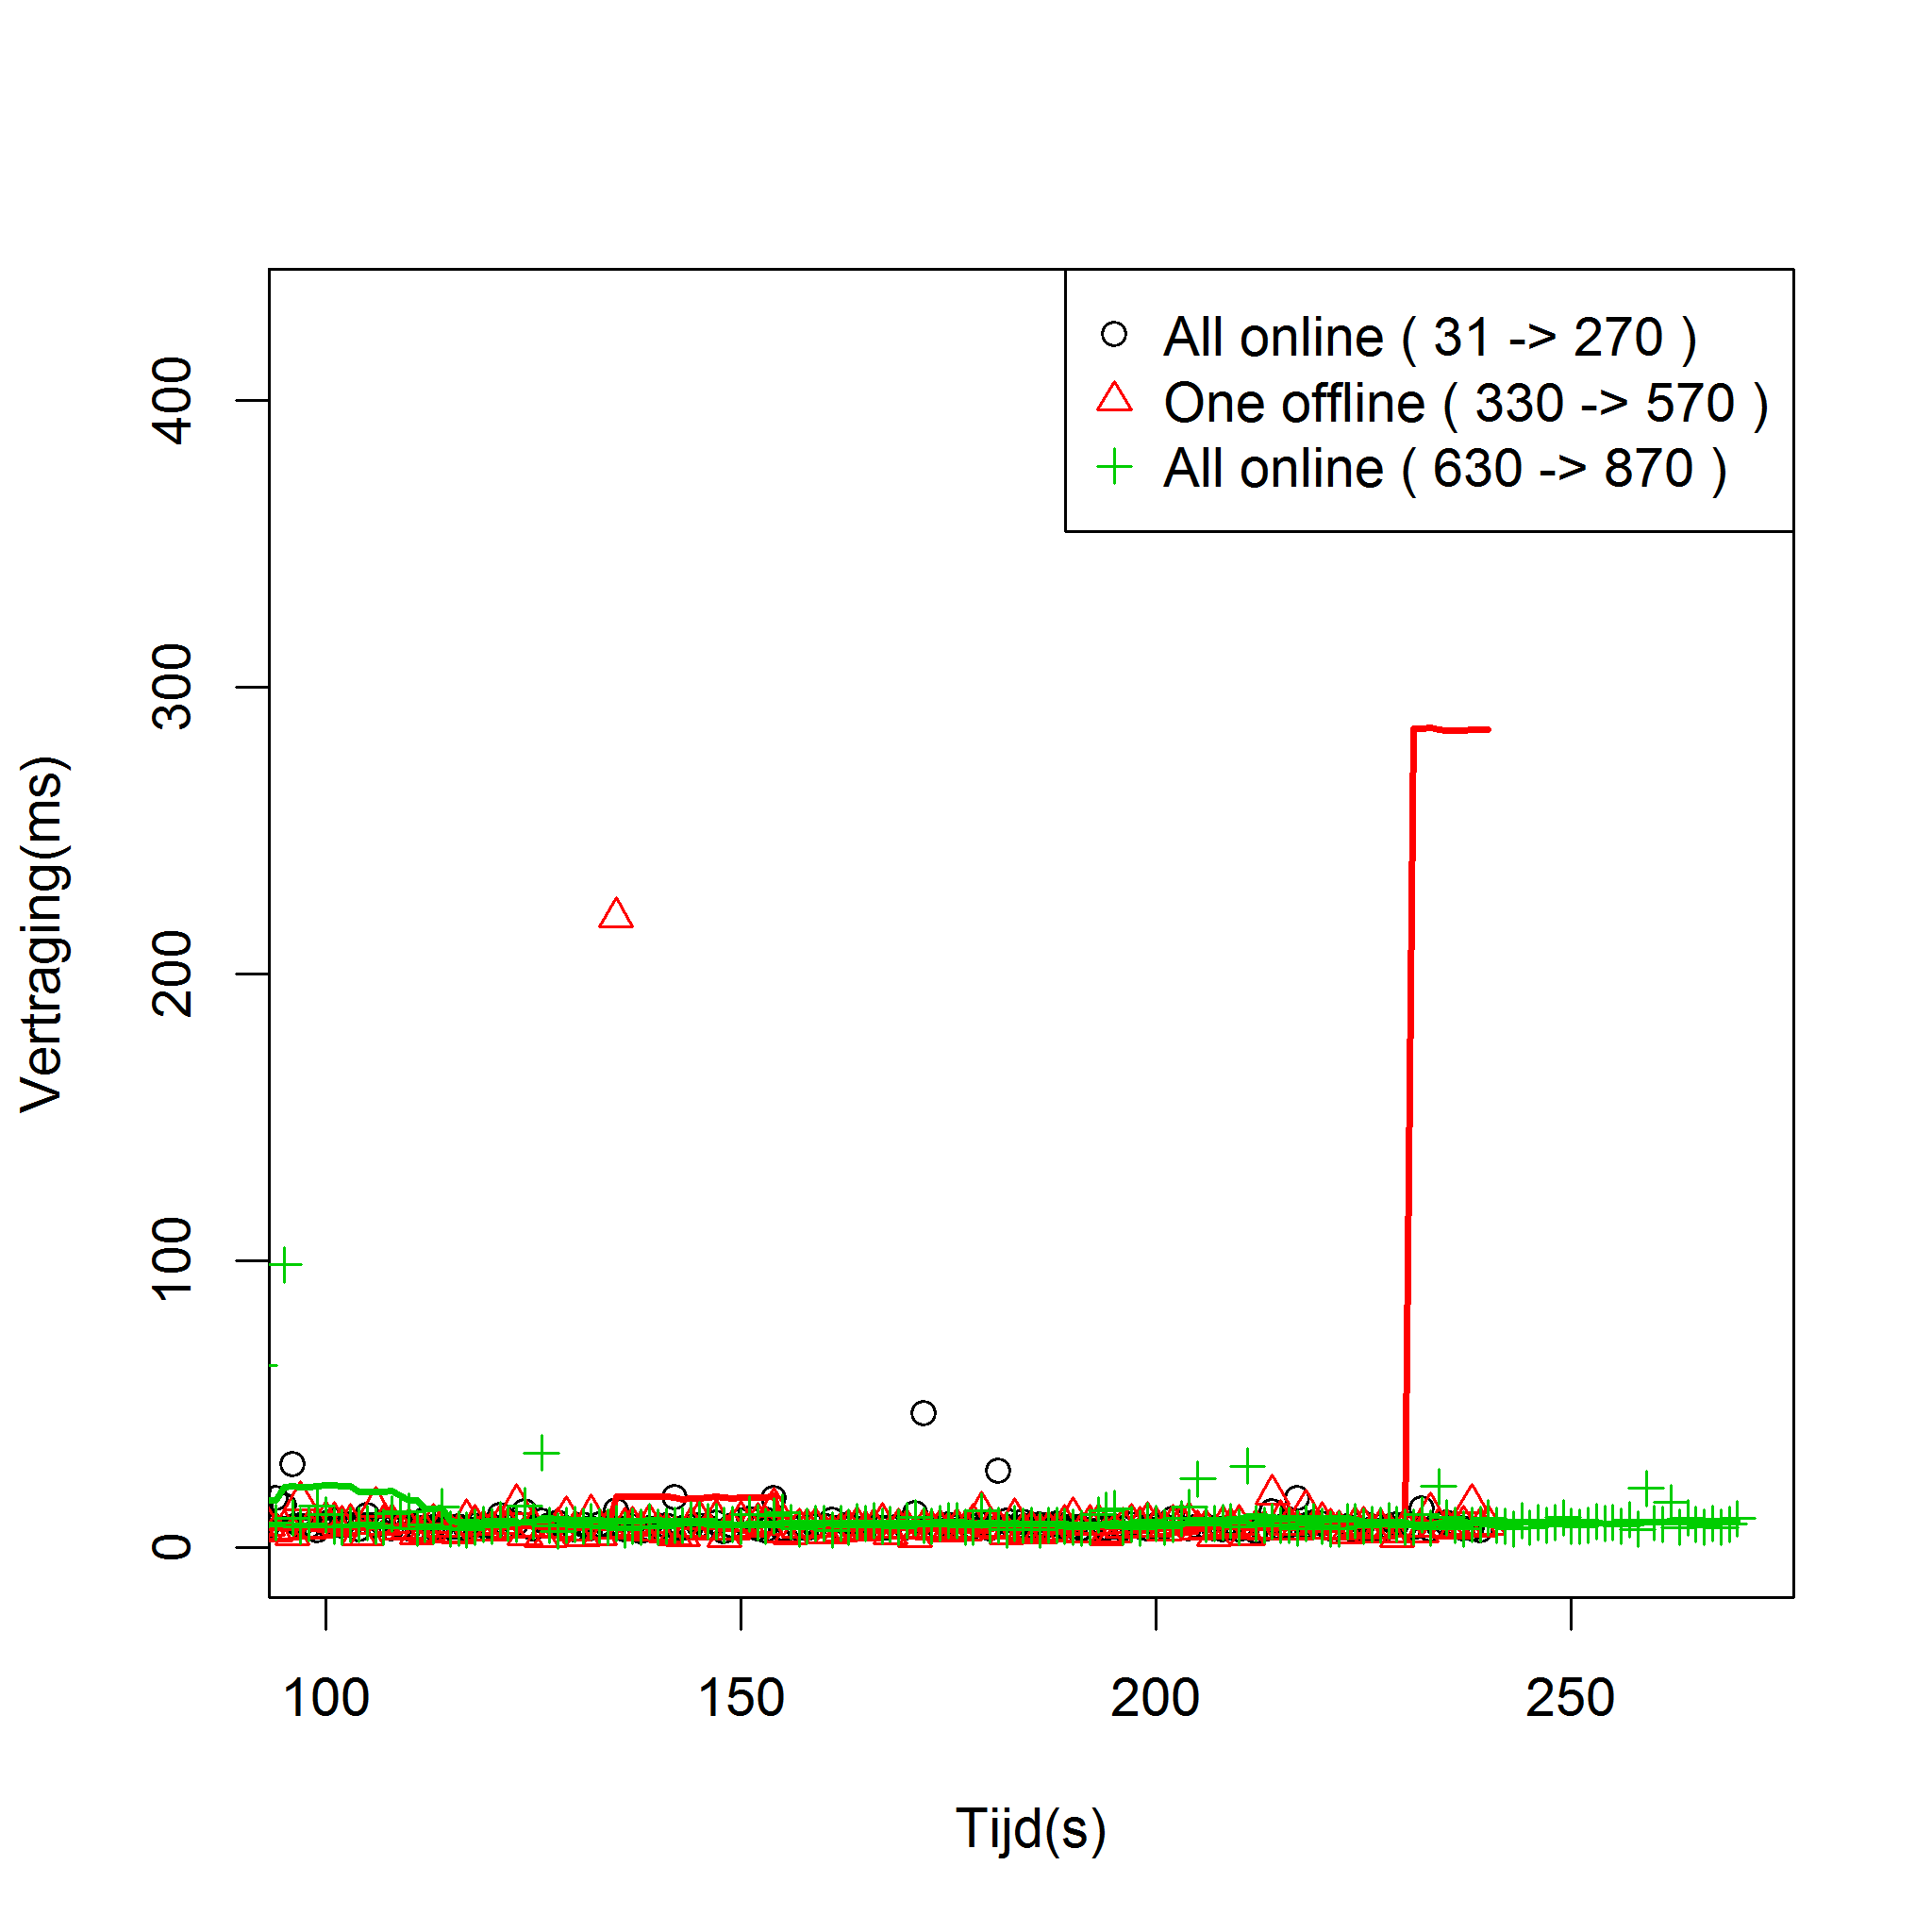 All online ( 31 -> 270 )
One offline ( 330 -> 570 )
All online ( 630 -> 870 )
400
300
200
100
0
Vertraging(ms)
100 150 200 250
Tijd(s)